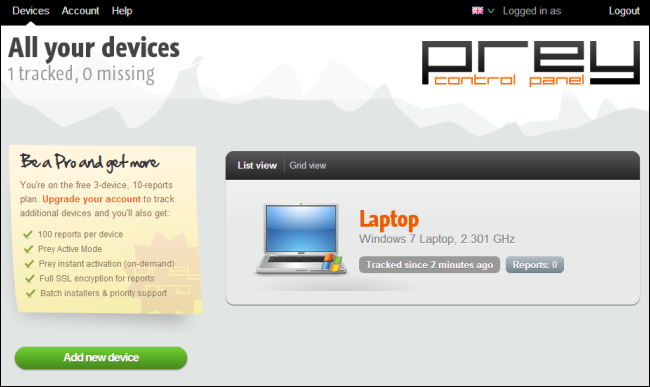 Devices Account Help Logged in as Logout
All your devices
1 tracked, 0 missing
prey
control panel
Be a Pro and get more
You're on the free 3-device, 10-reports
plan. Upgrade your account to track
additional devices and you'll also get:
100 reports per device
Prey Active Mode
Prey instant activation (on-demand)
Full SSL encryption for reports
Batch installers & priority support
Add new device
List view Grid view
Laptop
Windows 7 Laptop, 2.301 GHz
Tracked since 2 minutes ago Reports: 0